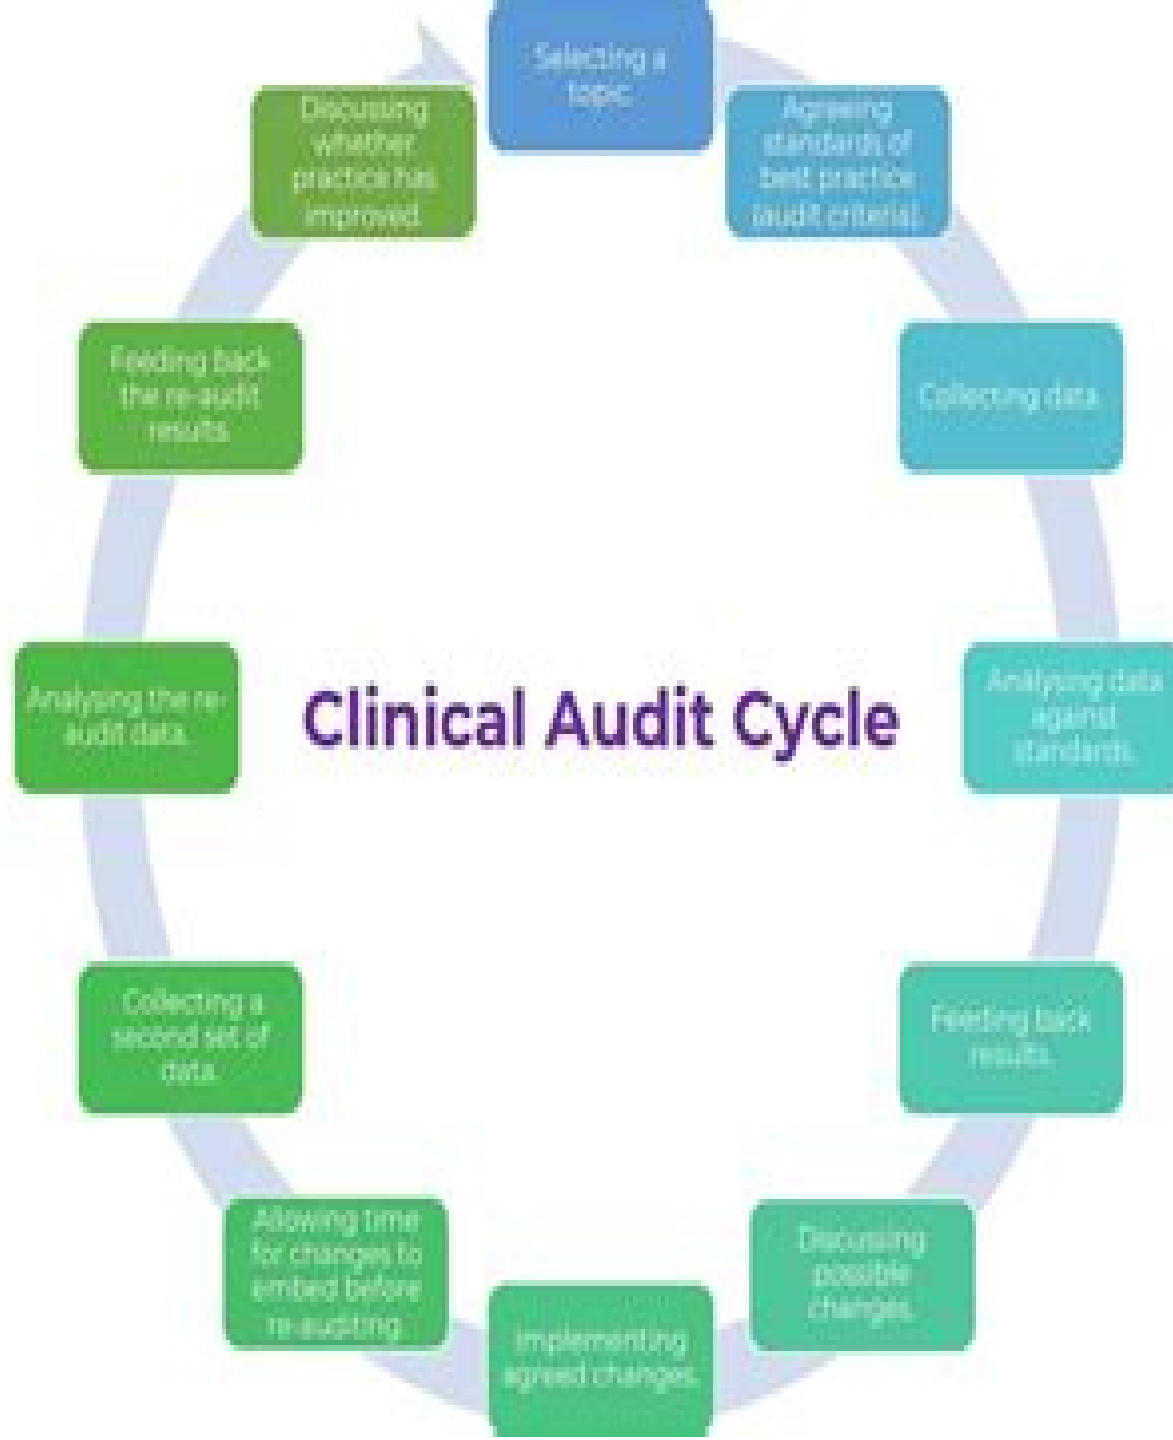 Selecting a
topic.
Agreeing
standards of
best practice
(audit criteria).
Collecting data.
Analysing data
against
standards.
Feeding back
results.
Discussing
possible
changes.
Implementing
agreed changes.
Allowing time
for changes to
embed before
re-auditing.
Collecting a
second set of
data.
Analysing the re-
audit data.
Feeding back
the re-audit
results.
Discussing
whether
practice has
improved.
Clinical Audit Cycle